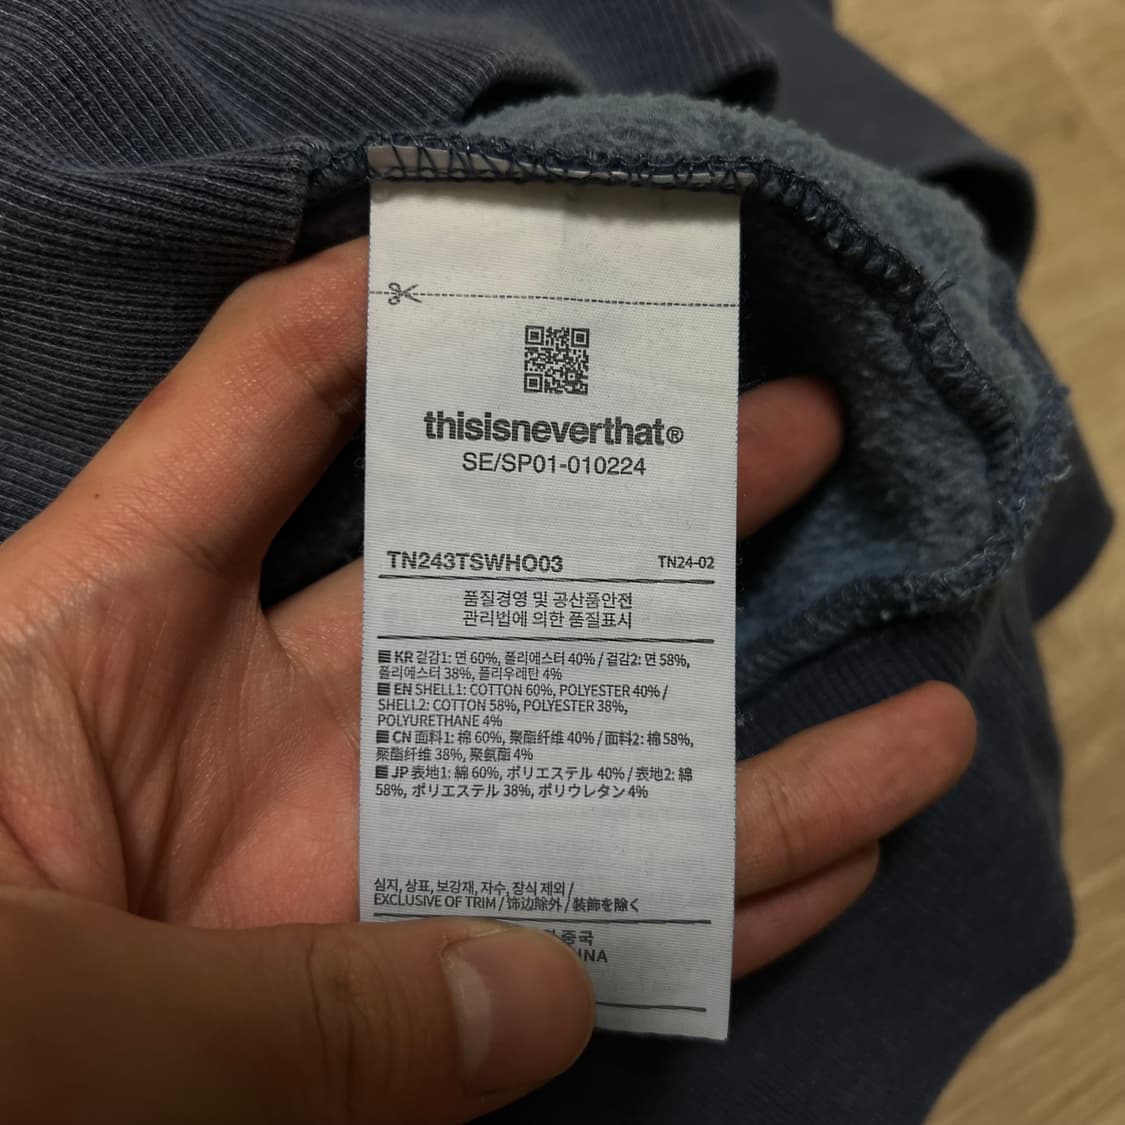 thisisneverthat®
SE/SP01-010224
TN243TSWHO03 TN24-02
품질경영 및 공산품안전
관리법에 의한 품질표시
KR 겉감1: 면 60%, 폴리에스터 40% / 겉감2: 면 58%,
폴리에스터 38%, 폴리우레탄 4%
EN SHELL1: COTTON 60%, POLYESTER 40% /
SHELL2: COTTON 58%, POLYESTER 38%,
POLYURETHANE 4%
CN 面料1: 棉 60%, 聚酯纤维 40% / 面料2: 棉 58%,
聚酯纤维 38%, 聚氨酯 4%
JP 表地1: 綿 60%, ポリエステル 40% / 表地2: 綿
58%, ポリエステル 38%, ポリウレタン 4%
심지, 상표, 보강재, 자수, 장식 제외 /
EXCLUSIVE OF TRIM / 饰边除外 / 装飾を除く
중국